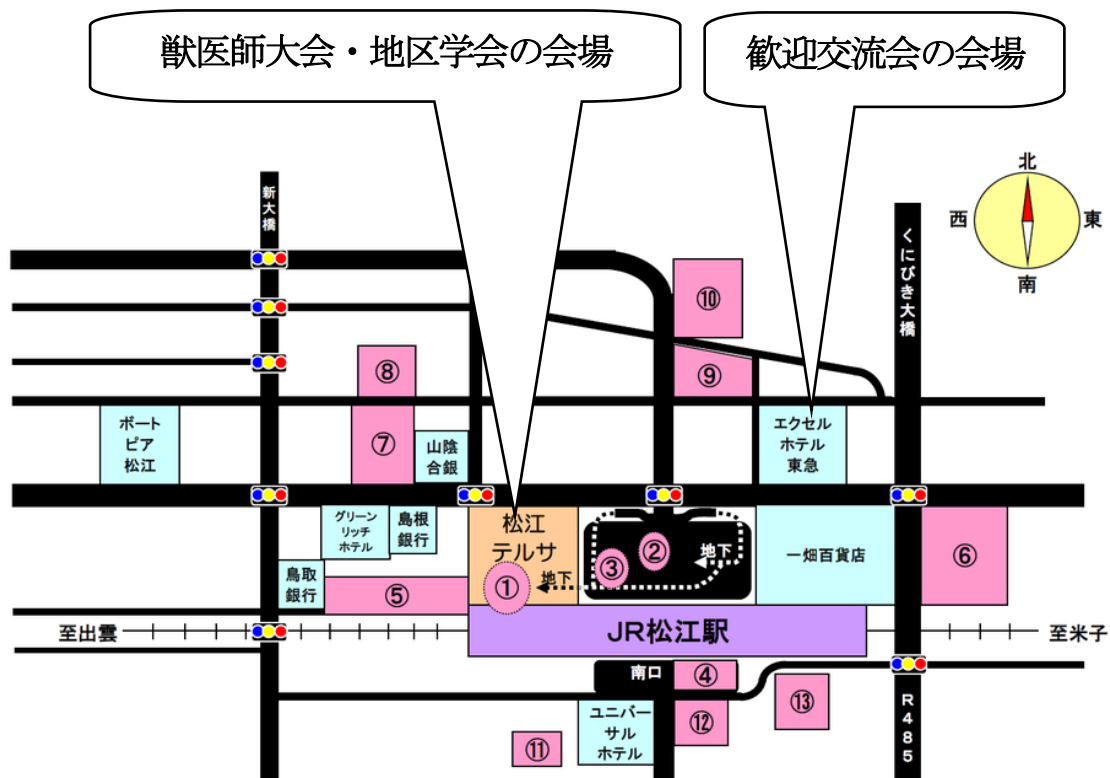 獣医師大会・地区学会の会場
歓迎交流会の会場
北
西
東
南
新大橋
くにびき大橋
⑩
⑧
⑨
ボート
ピア
松江
⑦
山陰
合銀
エクセル
ホテル
東急
グリーン
リッチ
ホテル
島根
銀行
松江
テルサ
②
③
地下
一畑百貨店
⑥
鳥取
銀行
⑤
①
地下
至出雲
JR松江駅
至米子
南口
④
ユニバー
サル
ホテル
⑫
⑬
⑪
R485